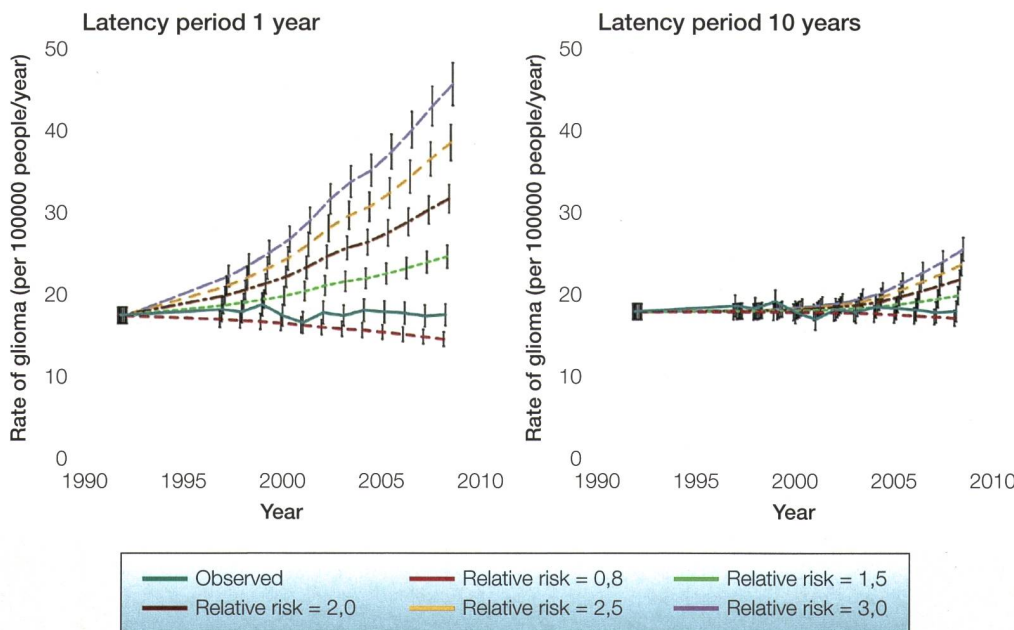 Latency period 1 year
Rate of glioma (per 100000 people/year)
50
40
30
20
10
0
1990 1995 2000 2005 2010
Year
Latency period 10 years
Rate of glioma (per 100000 people/year)
50
40
30
20
10
0
1990 1995 2000 2005 2010
Year
Observed Relative risk = 0,8 Relative risk = 1,5
Relative risk = 2,0 Relative risk = 2,5 Relative risk = 3,0